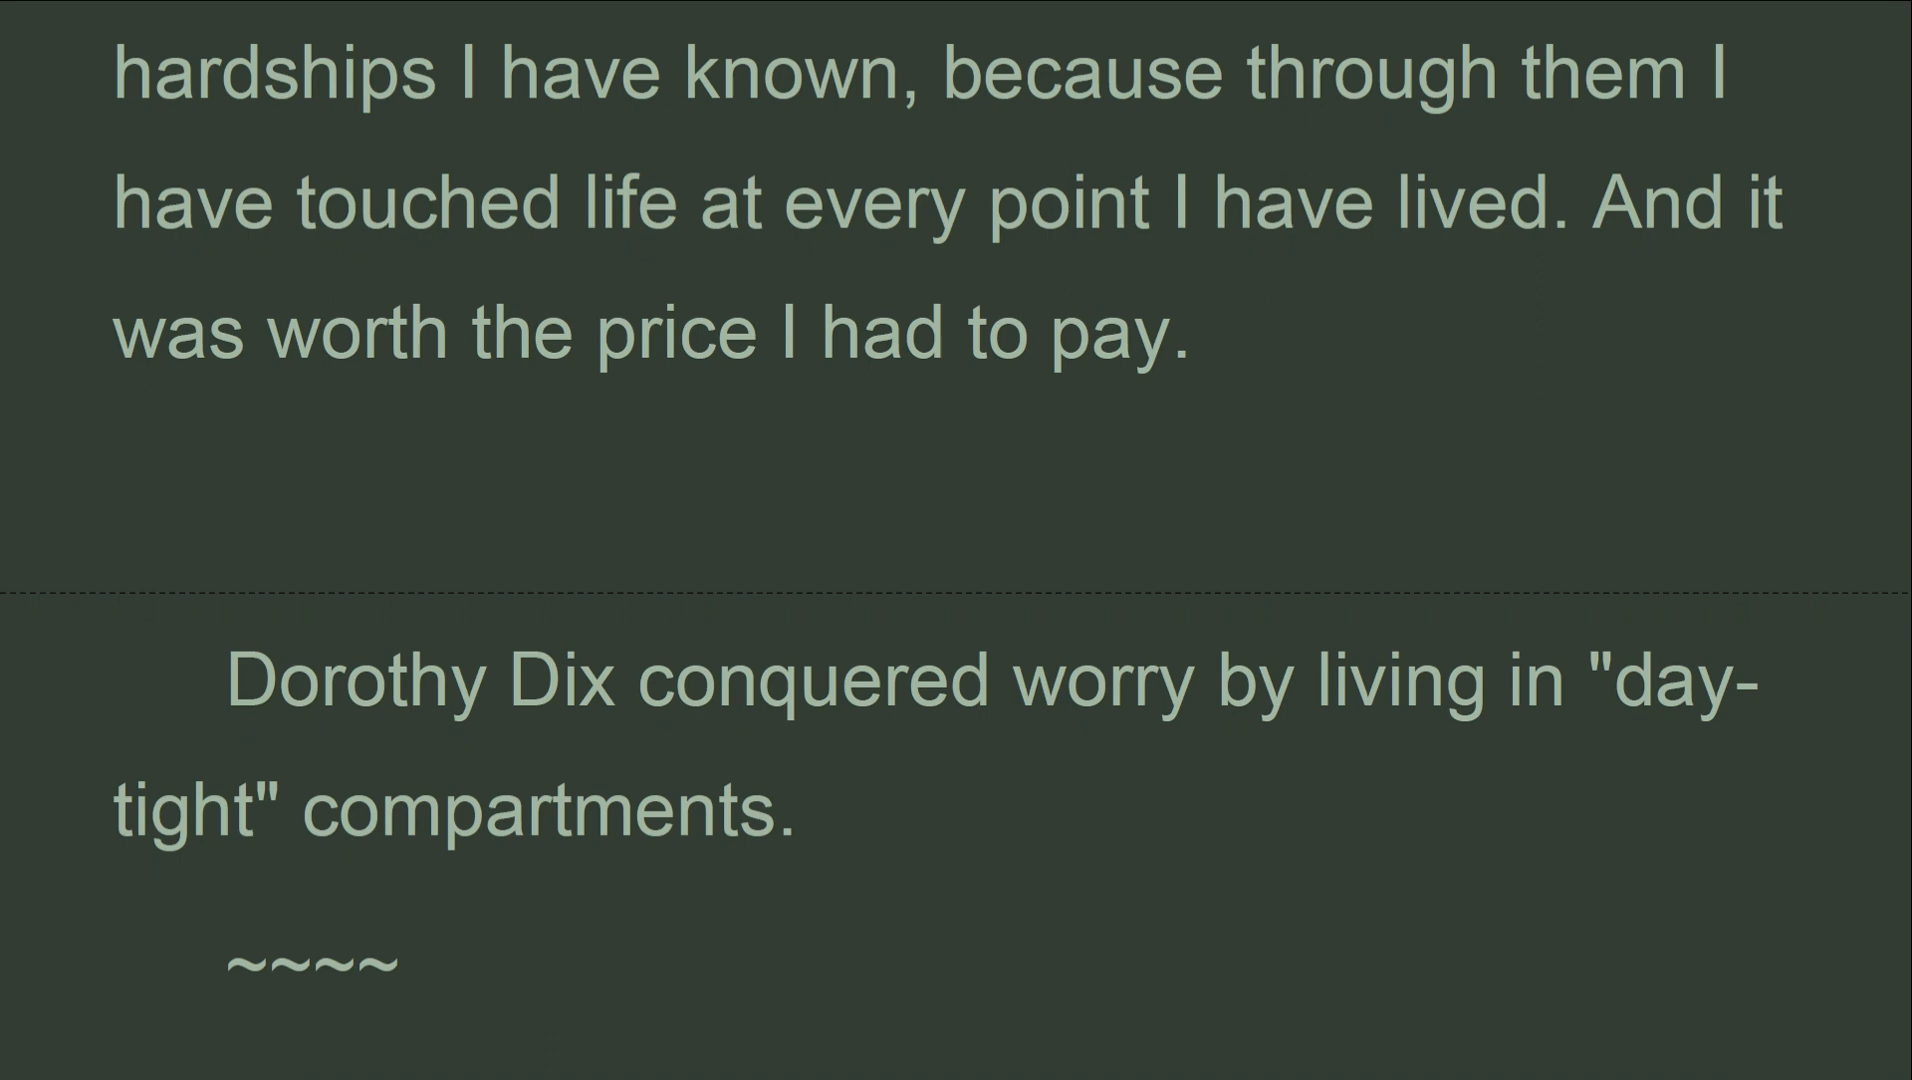 hardships I have known, because through them I
have touched life at every point I have lived. And it
was worth the price I had to pay.
Dorothy Dix conquered worry by living in "day-
tight" compartments.
~~~~